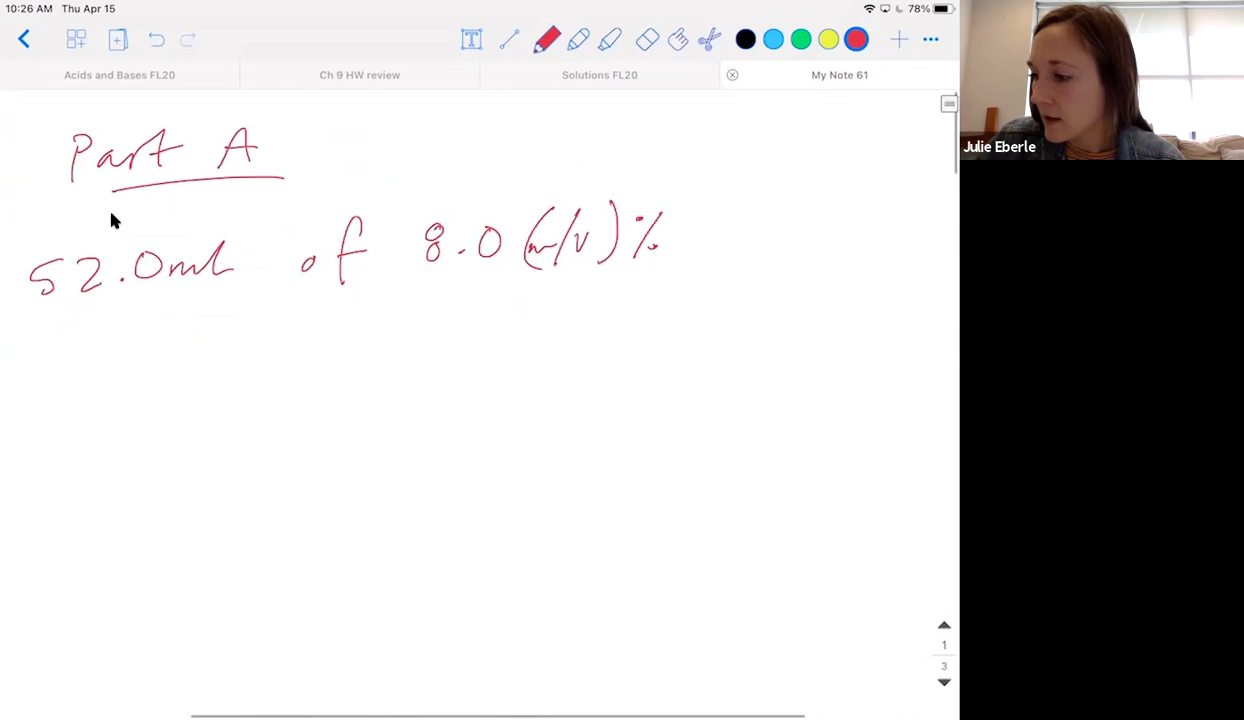 10:26 AM Thu Apr 15
78%
T
Acids and Bases FL20
Ch 9 HW review
Solutions FL20
My Note 61
Julie Eberle
Part A
52.0mL of 8.0 (m/v) %
1
3